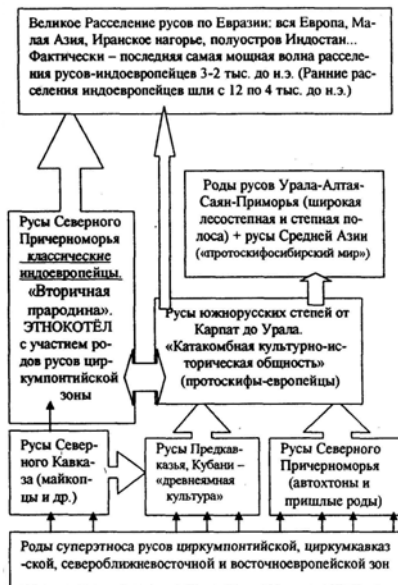 Великое Расселение русов по Евразии: вся Европа, Ма-
лая Азия, Иранское нагорье, полуостров Индостан...
Фактически – последняя самая мощная волна расселе-
ния русов-индоевропейцев 3-2 тыс. до н.э. (Ранние рас-
селения индоевропейцев шли с 12 по 4 тыс. до н.э.)
Роды русов Урала-Алтая-
Саян-Приморья (широкая
лесостепная и степная по-
лоса) + русы Средней Азии
(«протоскифосибирский мир»)
Русы Северного
Причерноморья
классические
индоевропейцы.
«Вторичная
прародина».
ЭТНОКОТЁЛ
с участием ро-
дов русов цир-
кумпонтийской
зоны
Русы южнорусских степей от
Карпат до Урала.
«Катакомбная культурно-ис-
торическая общность»
(протоскифы-европейцы)
Русы Север-
ного Кавка-
за (майкоп-
цы и др.)
Русы Предкав-
казья, Кубани –
«древнеямная
культура»
Русы Северного
Причерноморья
(автохтоны и
пришлые роды)
Роды суперэтноса русов циркумпонтийской, циркумкавказ
-ской, североближневосточной и восточноевропейской зон